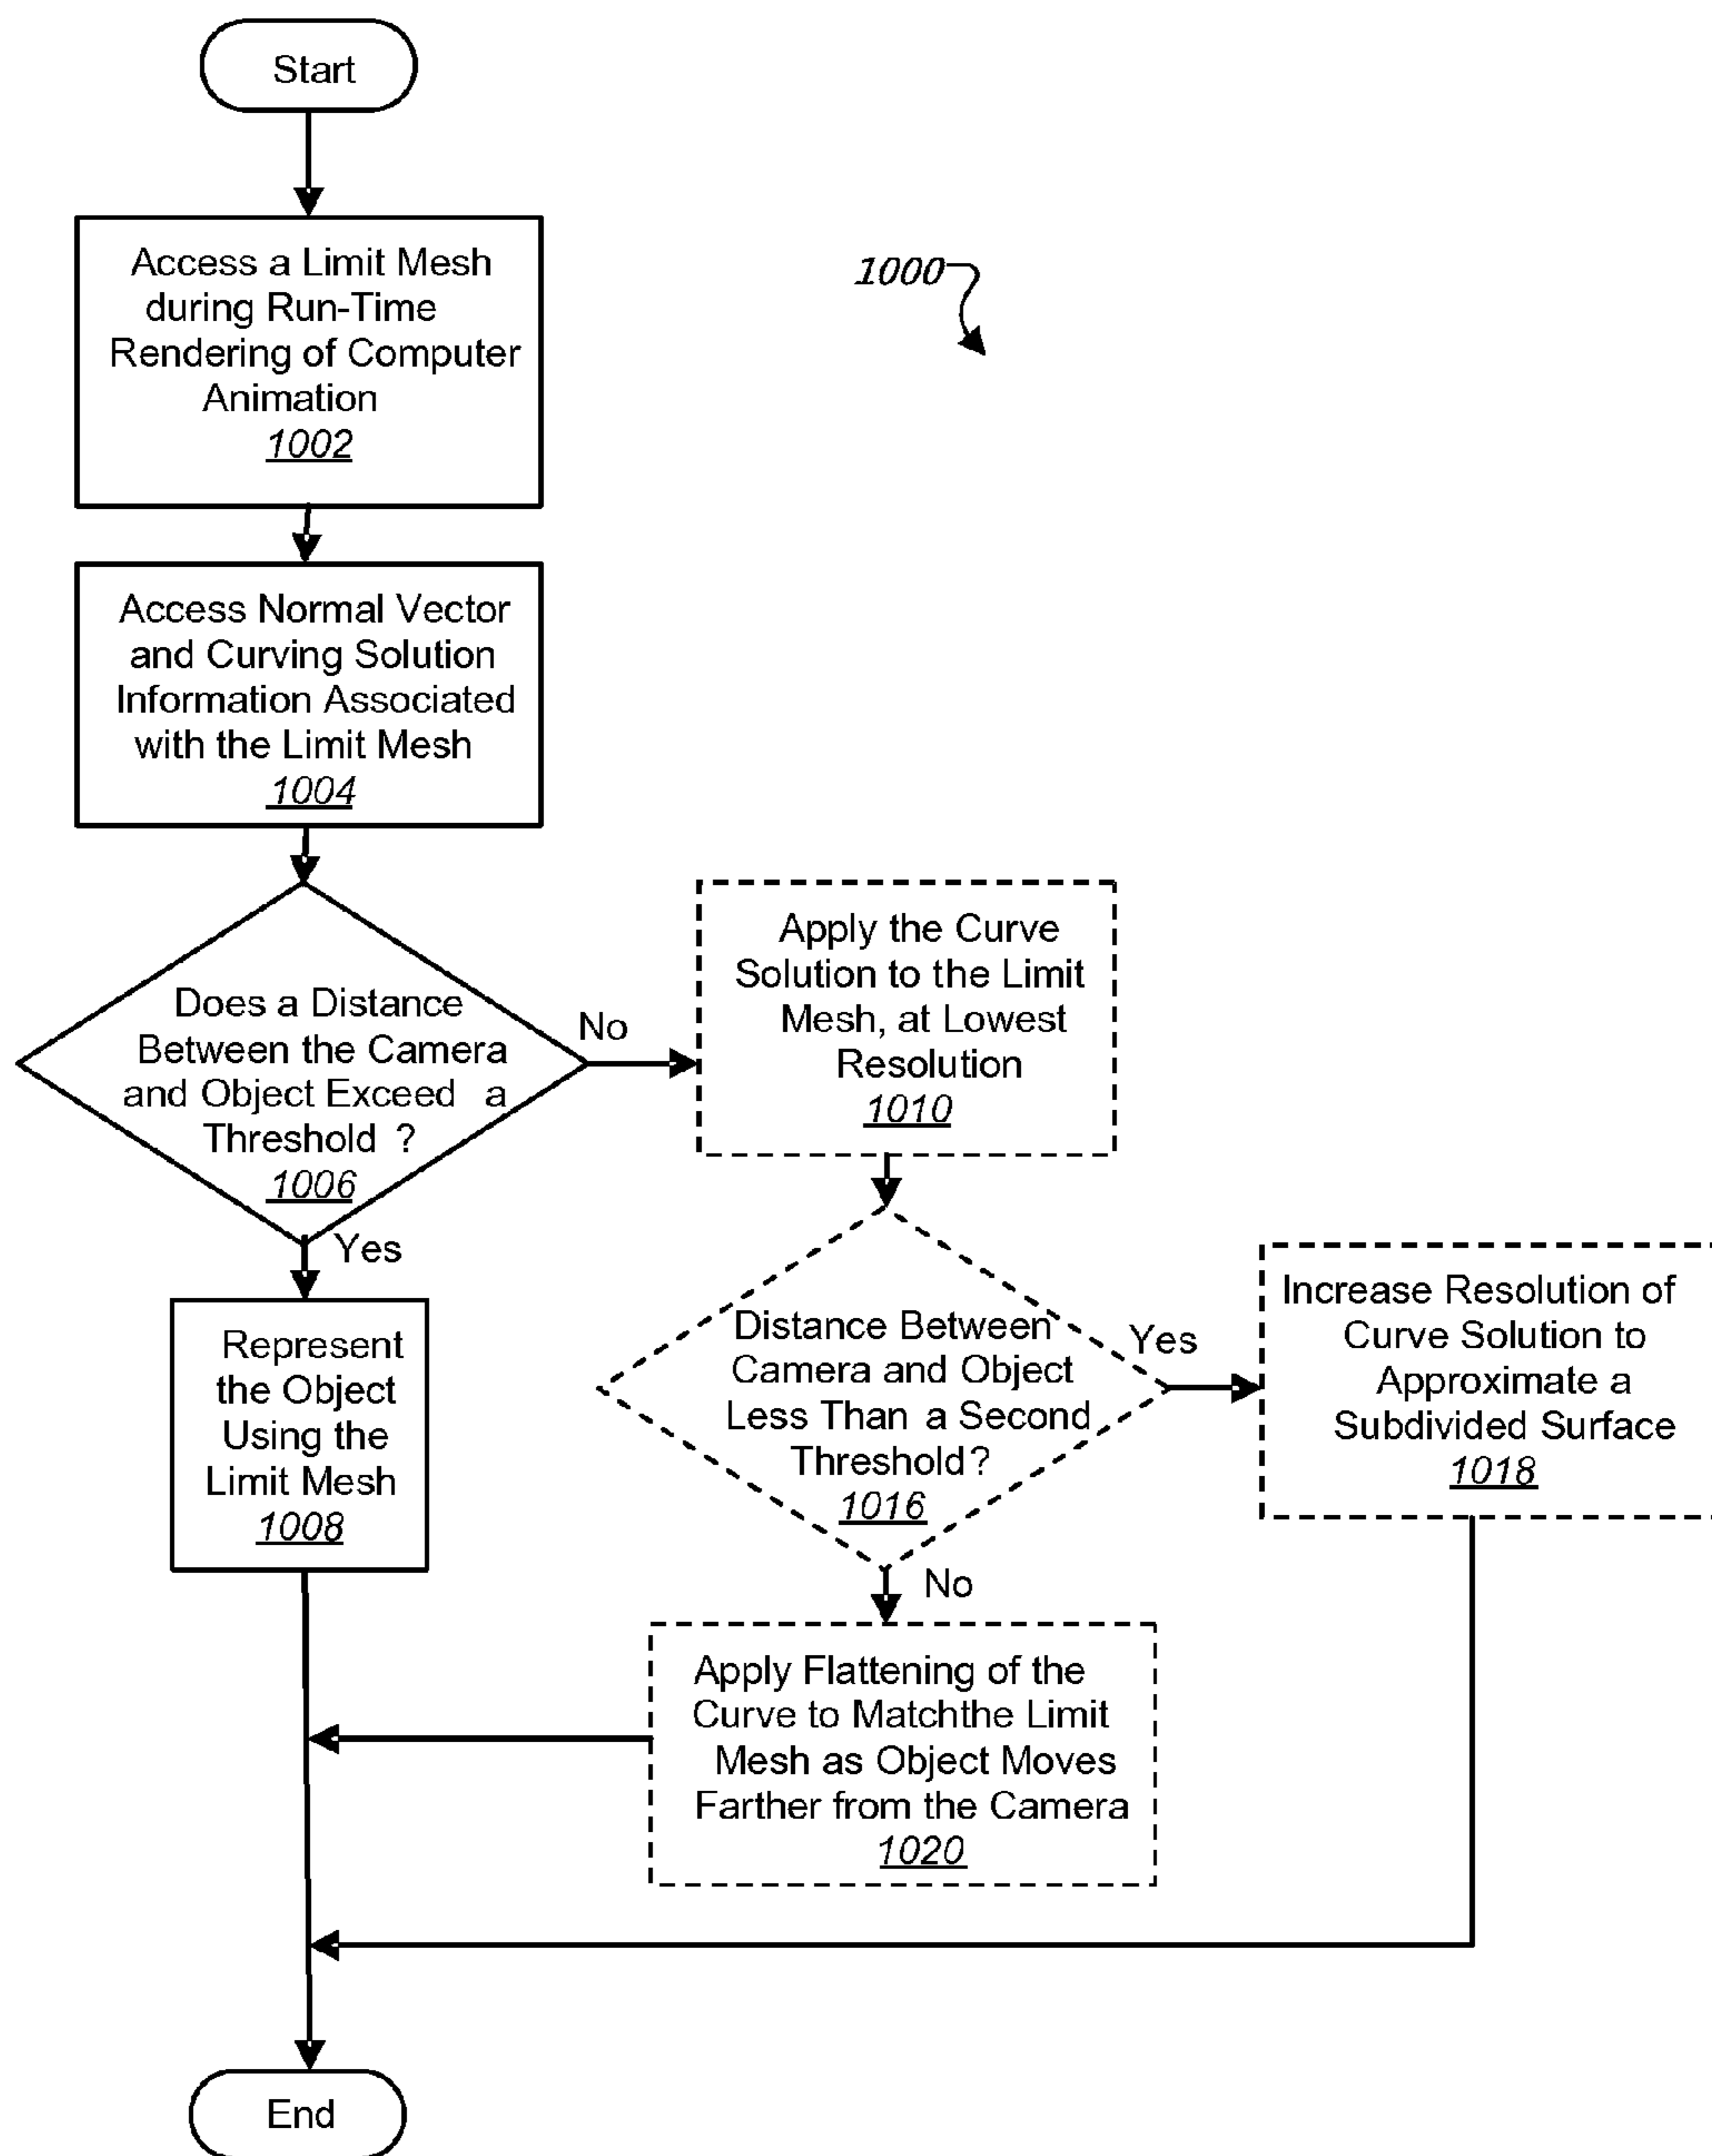 Start
Access a Limit Mesh
during Run-Time
Rendering of Computer
Animation
1002
1000
Access Normal Vector
and Curving Solution
Information Associated
with the Limit Mesh
1004
Does a Distance
Between the Camera
and Object Exceed a
Threshold ?
1006
No
Yes
Apply the Curve
Solution to the Limit
Mesh, at Lowest
Resolution
1010
Represent
the Object
Using the
Limit Mesh
1008
Distance Between
Camera and Object
Less Than a Second
Threshold?
1016
Yes
No
Increase Resolution of
Curve Solution to
Approximate a
Subdivided Surface
1018
Apply Flattening of the
Curve to Matchthe Limit
Mesh as Object Moves
Farther from the Camera
1020
End